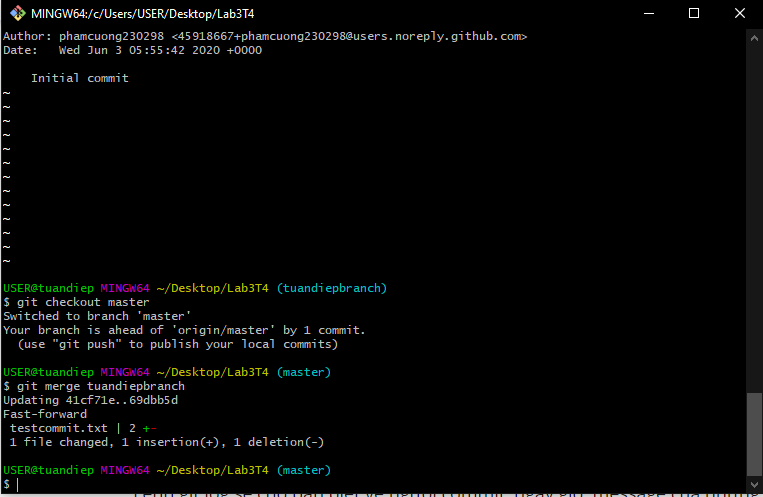 MINGW64:/c/Users/USER/Desktop/Lab3T4
Author: phamcuong230298 <45918667+phamcuong230298@users.noreply.github.com>
Date:   Wed Jun 3 05:55:42 2020 +0000
    Initial commit
~
~
~
~
~
~
~
~
~
~
~
~
~
USER@tuandiep MINGW64 ~/Desktop/Lab3T4 (tuandiepbranch)
$ git checkout master
Switched to branch 'master'
Your branch is ahead of 'origin/master' by 1 commit.
  (use "git push" to publish your local commits)
USER@tuandiep MINGW64 ~/Desktop/Lab3T4 (master)
$ git merge tuandiepbranch
Updating 41cf71e..69dbb5d
Fast-forward
 testcommit.txt | 2 +-
 1 file changed, 1 insertion(+), 1 deletion(-)
USER@tuandiep MINGW64 ~/Desktop/Lab3T4 (master)
$